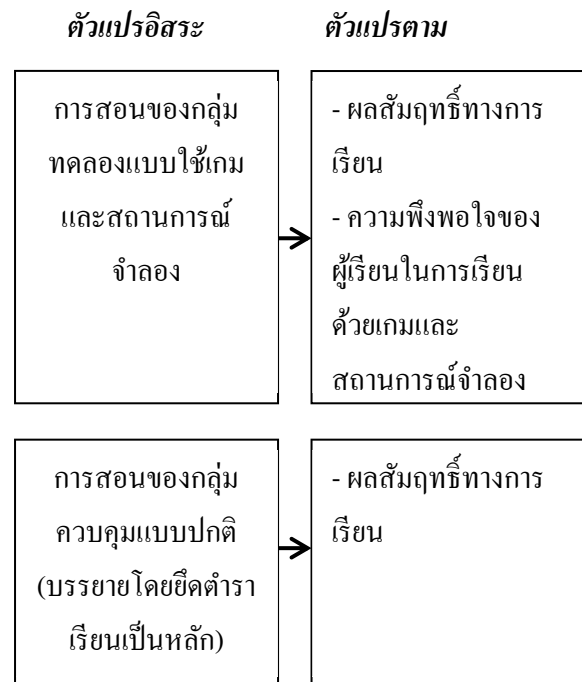 ตัวแปรอิสระ
ตัวแปรตาม
การสอนของกลุ่ม
ทดลองแบบใช้เกม
และสถานการณ์
จำลอง
- ผลสัมฤทธิ์ทางการ
เรียน
- ความพึงพอใจของ
ผู้เรียนในการเรียน
ด้วยเกมและ
สถานการณ์จำลอง
การสอนของกลุ่ม
ควบคุมแบบปกติ
(บรรยายโดยยึดตำรา
เรียนเป็นหลัก)
- ผลสัมฤทธิ์ทางการ
เรียน